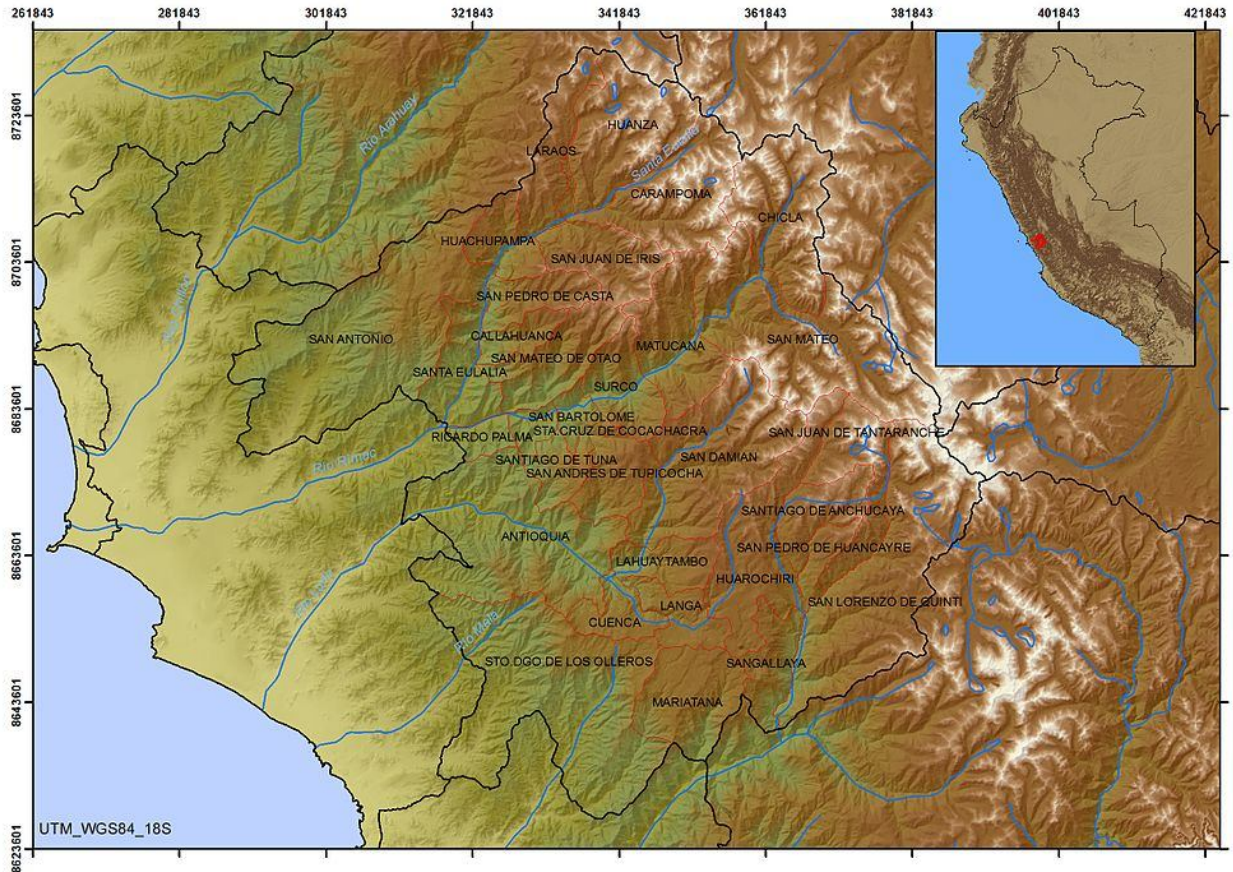 261843 281843 301843 321843 341843 361843 381843 401843 421843
8723601
8703601
8683601
8663601
8643601
8623601
Rio Arahuay
HUANZA
LARAOS
Santa Eulalia
CARAMPOMA
CHICLA
HUACHUPAMPA
SAN JUAN DE IRIS
SAN PEDRO DE CASTA
Rio Chillon
SAN ANTONIO
CALLAHUANCA
MATUCANA
SAN MATEO
SAN MATEO DE OTAO
SANTA EULALIA
SURCO
SAN BARTOLOME
STA.CRUZ DE COCACHACRA
SAN JUAN DE TANTARANCHE
RICARDO PALMA
Rio Rimac
SANTIAGO DE TUNA
SAN DAMIAN
SAN ANDRES DE TUPICOCHA
SANTIAGO DE ANCHUCAYA
ANTIOQUIA
SAN PEDRO DE HUANCAYRE
LAHUAYTAMBO
HUAROCHIRI
Rio Lurin
LANGA
SAN LORENZO DE QUINTI
CUENCA
Rio Mala
STO.DGO.DE LOS OLLEROS
SANGALLAYA
MARIATANA
UTM_WGS84_18S